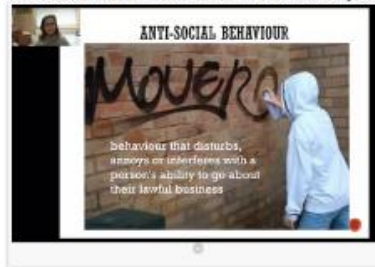 ANTI-SOCIAL BEHAVIOUR
MOVERO
behaviour that disturbs,
annoys or interferes with a
person's ability to go about
their lawful business